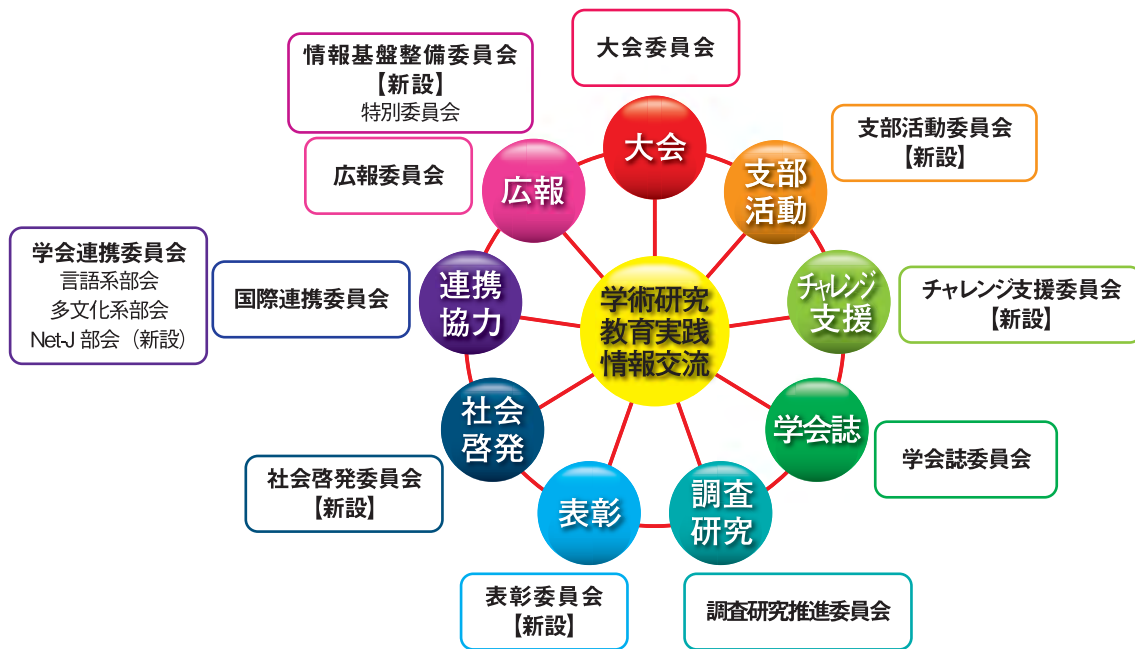 大会委員会
情報基盤整備委員会
【新設】
特別委員会
支部活動委員会
【新設】
広報委員会
大会
広報
支部
活動
学会連携委員会
言語系部会
多文化系部会
Net-J 部会（新設）
国際連携委員会
連携
協力
学術研究
教育実践
情報交流
チャレンジ
支援
チャレンジ支援委員会
【新設】
社会
啓発
学会誌
学会誌委員会
社会啓発委員会
【新設】
表彰
調査
研究
表彰委員会
【新設】
調査研究推進委員会